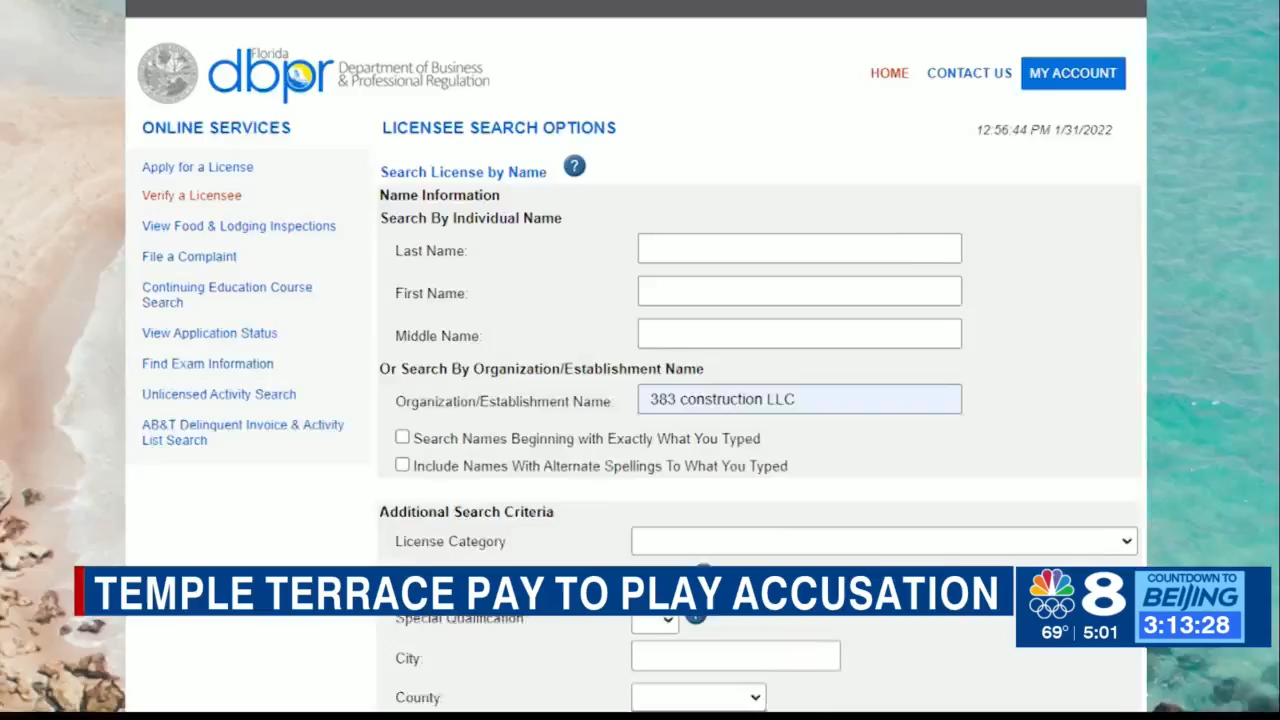 Florida
dbpr
Department of Business
& Professional Regulation
HOME
CONTACT US
MY ACCOUNT
ONLINE SERVICES
LICENSEE SEARCH OPTIONS
12:56:44 PM 1/31/2022
Apply for a License
Verify a Licensee
View Food & Lodging Inspections
File a Complaint
Continuing Education Course
Search
View Application Status
Find Exam Information
Unlicensed Activity Search
AB&T Delinquent Invoice & Activity
List Search
Search License by Name
?
Name Information
Search By Individual Name
Last Name:
First Name:
Middle Name:
Or Search By Organization/Establishment Name
Organization/Establishment Name: 383 construction LLC
Search Names Beginning with Exactly What You Typed
Include Names With Alternate Spellings To What You Typed
Additional Search Criteria
License Category
TEMPLE TERRACE PAY TO PLAY ACCUSATION
Special Qualification
City:
County:
8
69° | 5:01
COUNTDOWN TO
BEIJING
3:13:28